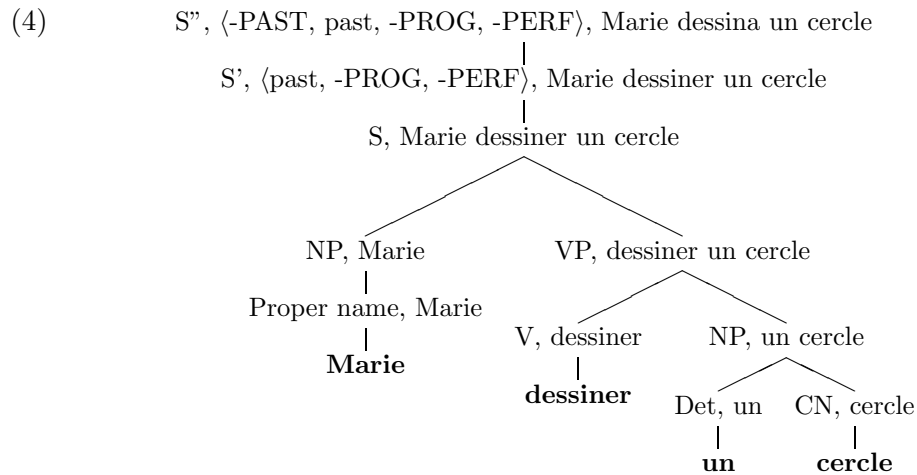 (4) S”, ⟨-PAST, past, -PROG, -PERF⟩, Marie dessina un cercle
S’, ⟨past, -PROG, -PERF⟩, Marie dessiner un cercle
S, Marie dessiner un cercle
NP, Marie VP, dessiner un cercle
Proper name, Marie
V, dessiner NP, un cercle
Marie
dessiner
Det, un CN, cercle
un cercle